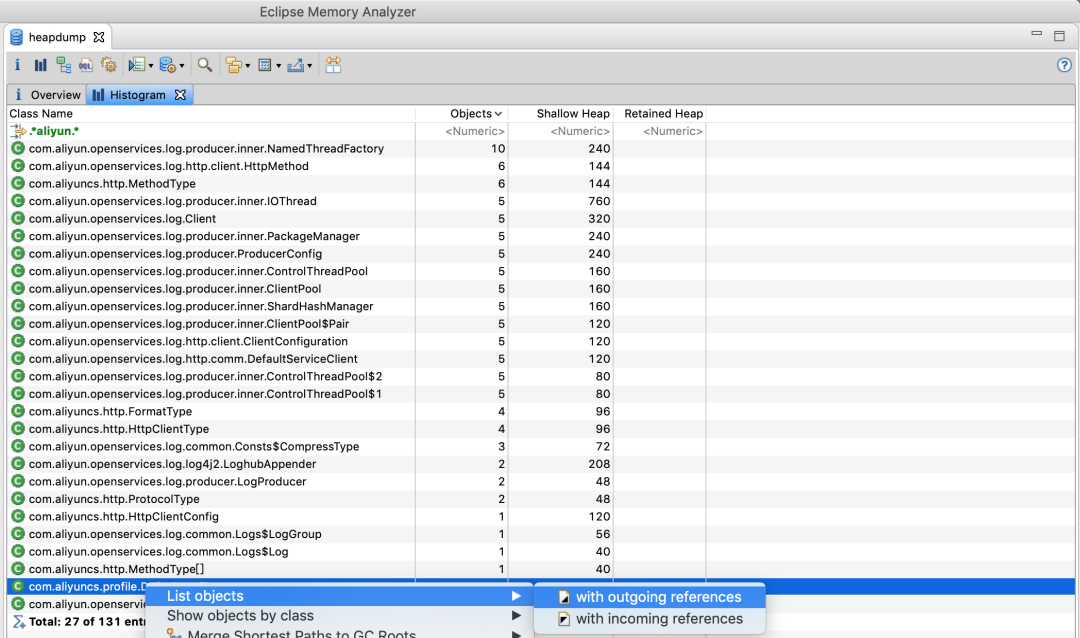 Eclipse Memory Analyzer
heapdump
i OQL ?
i Overview Histogram
Class Name Objects Shallow Heap Retained Heap
.*aliyun.* <Numeric> <Numeric> <Numeric>
C com.aliyun.openservices.log.producer.inner.NamedThreadFactory 10 240
C com.aliyun.openservices.log.http.client.HttpMethod 6 144
C com.aliyuncs.http.MethodType 6 144
C com.aliyun.openservices.log.producer.inner.IOThread 5 760
C com.aliyun.openservices.log.Client 5 320
C com.aliyun.openservices.log.producer.inner.PackageManager 5 240
C com.aliyun.openservices.log.producer.ProducerConfig 5 240
C com.aliyun.openservices.log.producer.inner.ControlThreadPool 5 160
C com.aliyun.openservices.log.producer.inner.ClientPool 5 160
C com.aliyun.openservices.log.producer.inner.ShardHashManager 5 160
C com.aliyun.openservices.log.producer.inner.ClientPool$Pair 5 120
C com.aliyun.openservices.log.http.client.ClientConfiguration 5 120
C com.aliyun.openservices.log.http.comm.DefaultServiceClient 5 120
C com.aliyun.openservices.log.producer.inner.ControlThreadPool$2 5 80
C com.aliyun.openservices.log.producer.inner.ControlThreadPool$1 5 80
C com.aliyuncs.http.FormatType 4 96
C com.aliyuncs.http.HttpClientType 4 96
C com.aliyun.openservices.log.common.Consts$CompressType 3 72
C com.aliyun.openservices.log.log4j2.LoghubAppender 2 208
C com.aliyun.openservices.log.producer.LogProducer 2 48
C com.aliyuncs.http.ProtocolType 2 48
C com.aliyuncs.http.HttpClientConfig 1 120
C com.aliyun.openservices.log.common.Logs$LogGroup 1 56
C com.aliyun.openservices.log.common.Logs$Log 1 40
C com.aliyuncs.http.MethodType[] 1 40
C com.aliyuncs.profile.
List objects with outgoing references
C com.aliyun.openservic
Show objects by class with incoming references
Total: 27 of 131 entr
Merge Shortest Paths to GC Roots